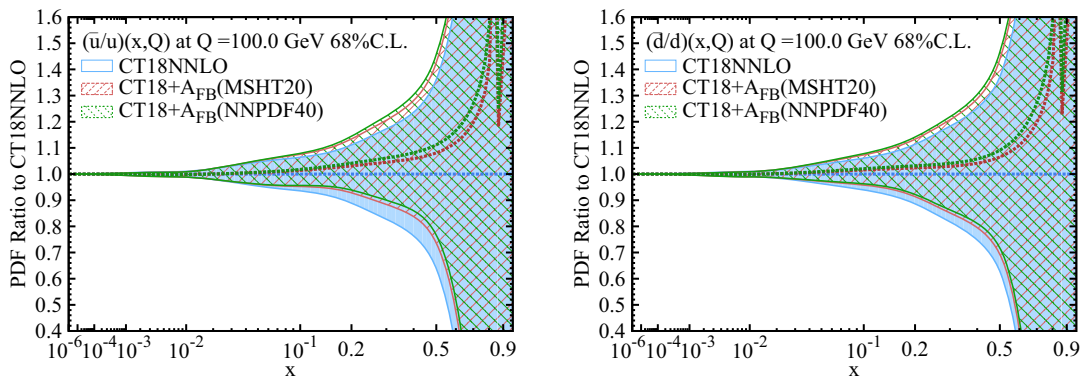 (ū/u)(x,Q) at Q =100.0 GeV 68%C.L.
CT18NNLO
CT18+A_FB(MSHT20)
CT18+A_FB(NNPDF40)
PDF Ratio to CT18NNLO
1.6
1.5
1.4
1.3
1.2
1.1
1.0
0.9
0.8
0.7
0.6
0.5
0.4
10^-6 10^-4 10^-3 10^-2 10^-1 0.2 0.5 0.9
x
(d̄/d)(x,Q) at Q =100.0 GeV 68%C.L.
CT18NNLO
CT18+A_FB(MSHT20)
CT18+A_FB(NNPDF40)
PDF Ratio to CT18NNLO
1.6
1.5
1.4
1.3
1.2
1.1
1.0
0.9
0.8
0.7
0.6
0.5
0.4
10^-6 10^-4 10^-3 10^-2 10^-1 0.2 0.5 0.9
x